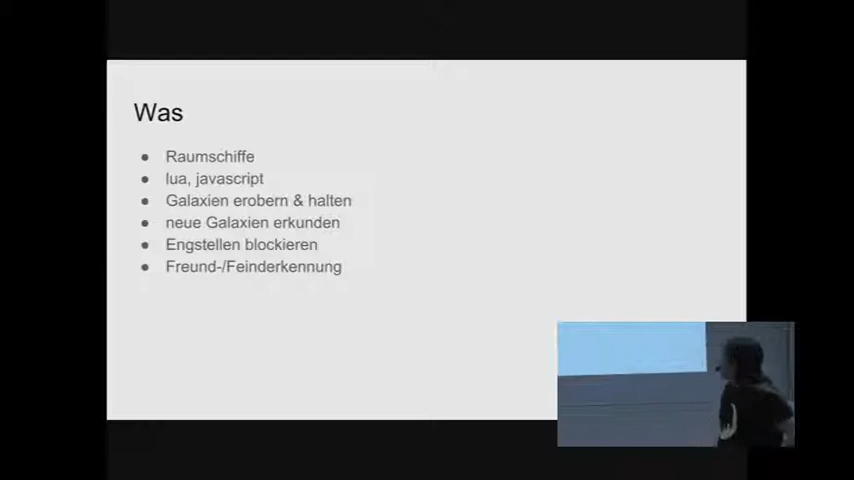 Was
● Raumschiffe
● lua, javascript
● Galaxien erobern & halten
● neue Galaxien erkunden
● Engstellen blockieren
● Freund-/Feinderkennung